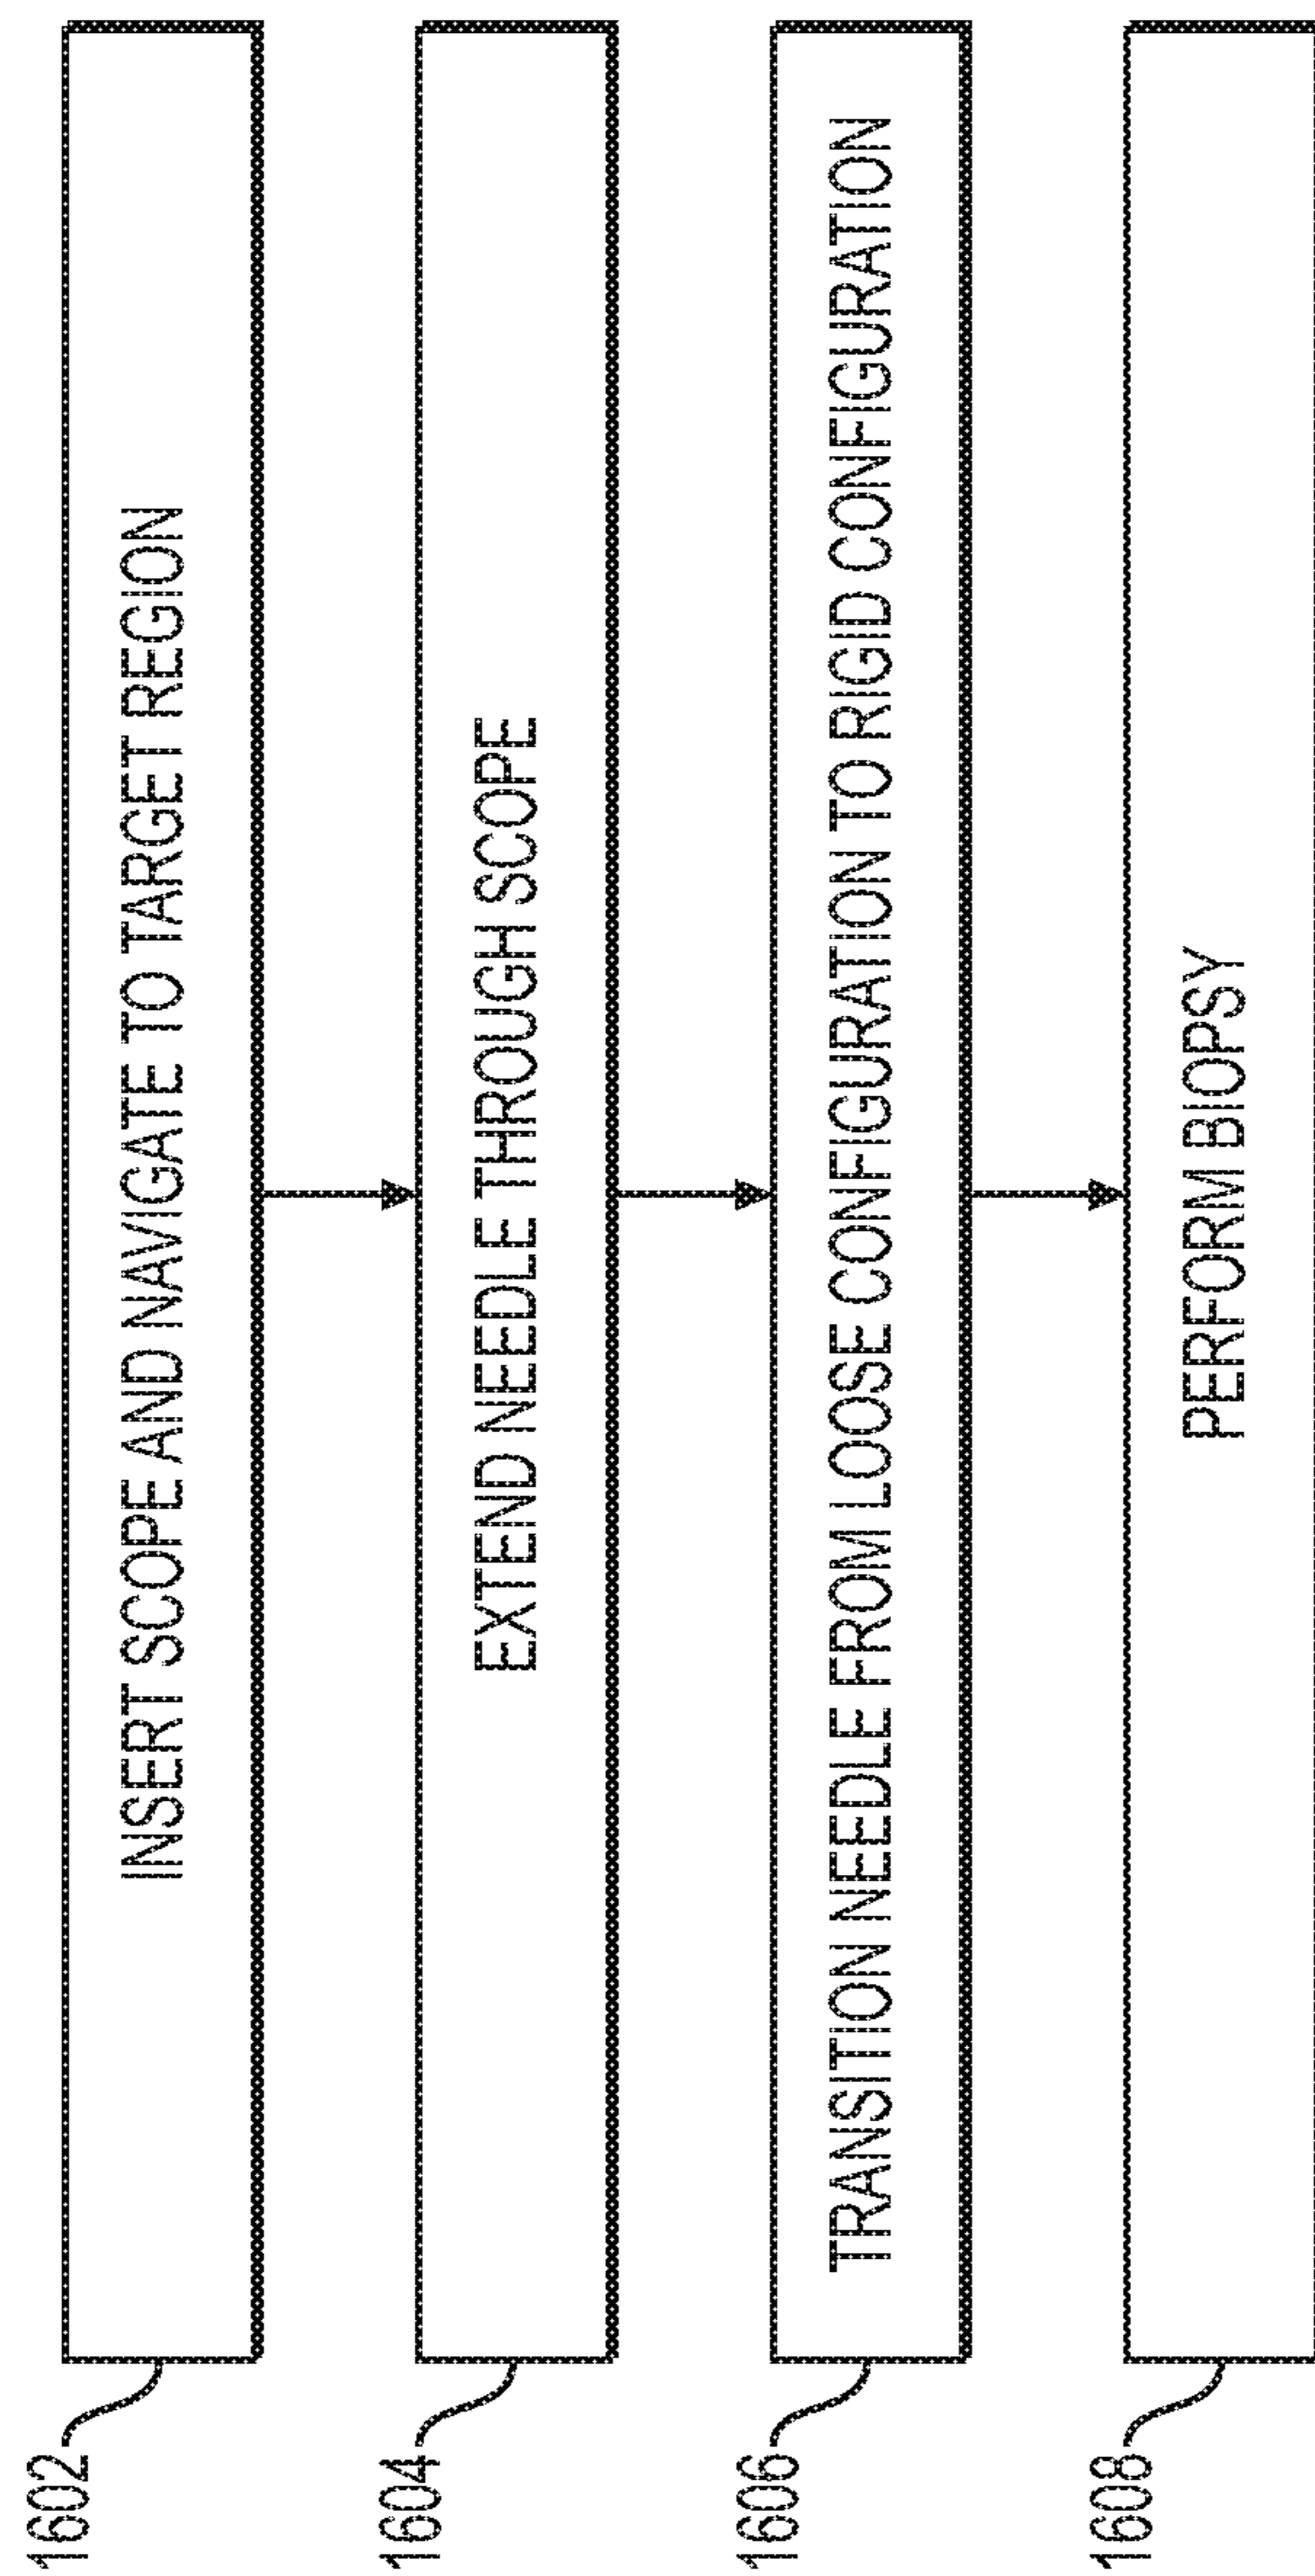 1602
INSERT SCOPE AND NAVIGATE TO TARGET REGION
1604
EXTEND NEEDLE THROUGH SCOPE
1606
TRANSITION NEEDLE FROM LOOSE CONFIGURATION TO RIGID CONFIGURATION
1608
PERFORM BIOPSY